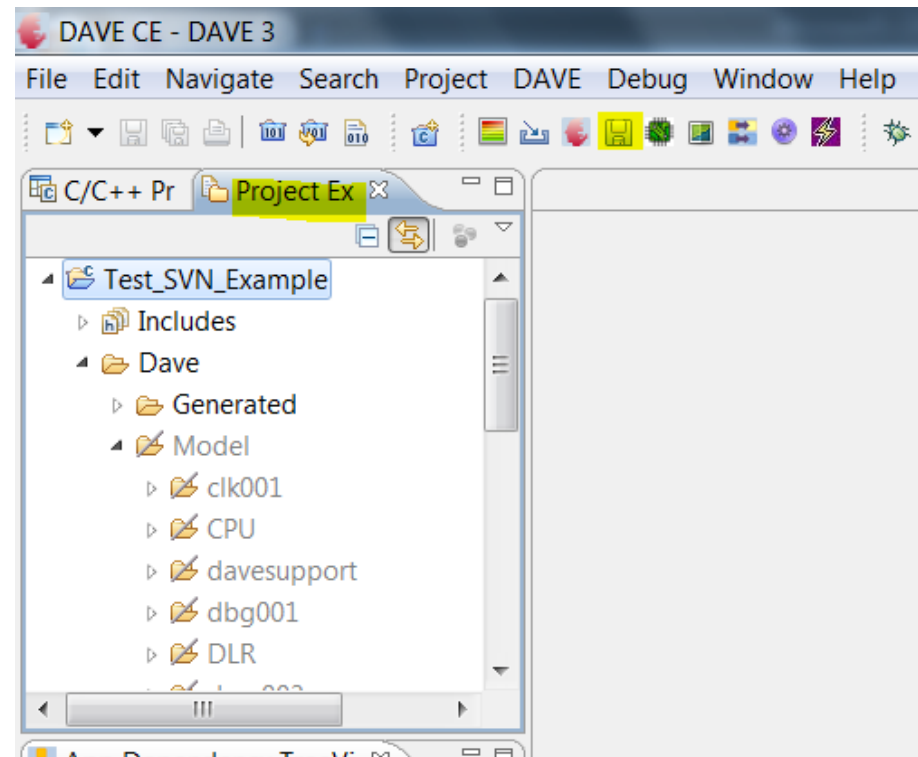 DAVE CE - DAVE 3
File Edit Navigate Search Project DAVE Debug Window Help
C/C++ Pr Project Ex
Test_SVN_Example
Includes
Dave
Generated
Model
clk001
CPU
davesupport
dbg001
DLR